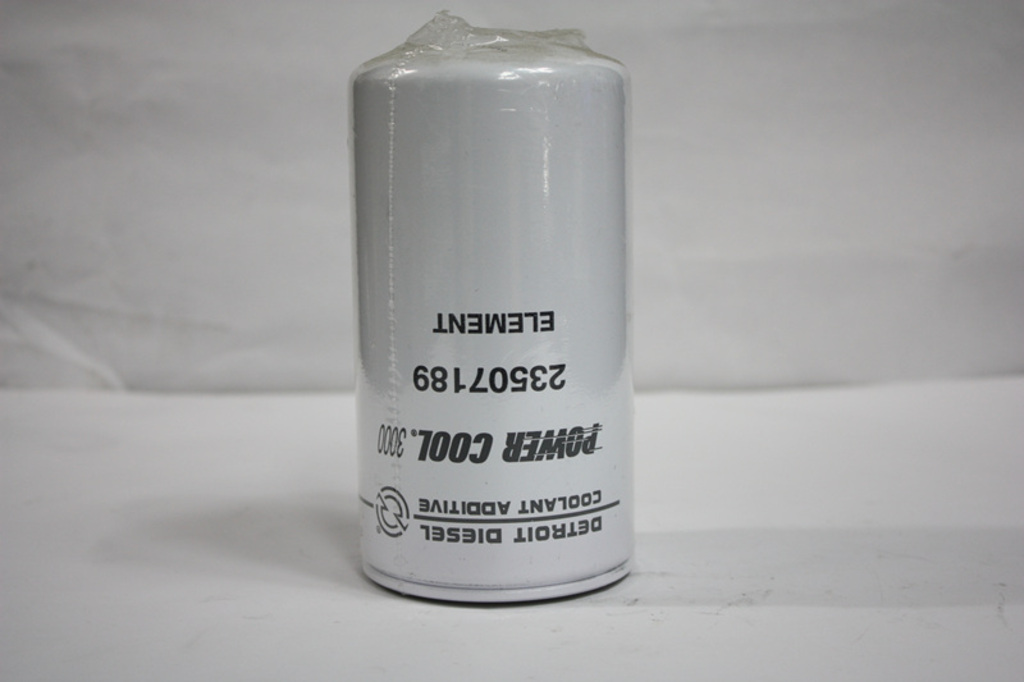 DETROIT DIESEL
COOLANT ADDITIVE
POWER COOL® 3000
23507189
ELEMENT